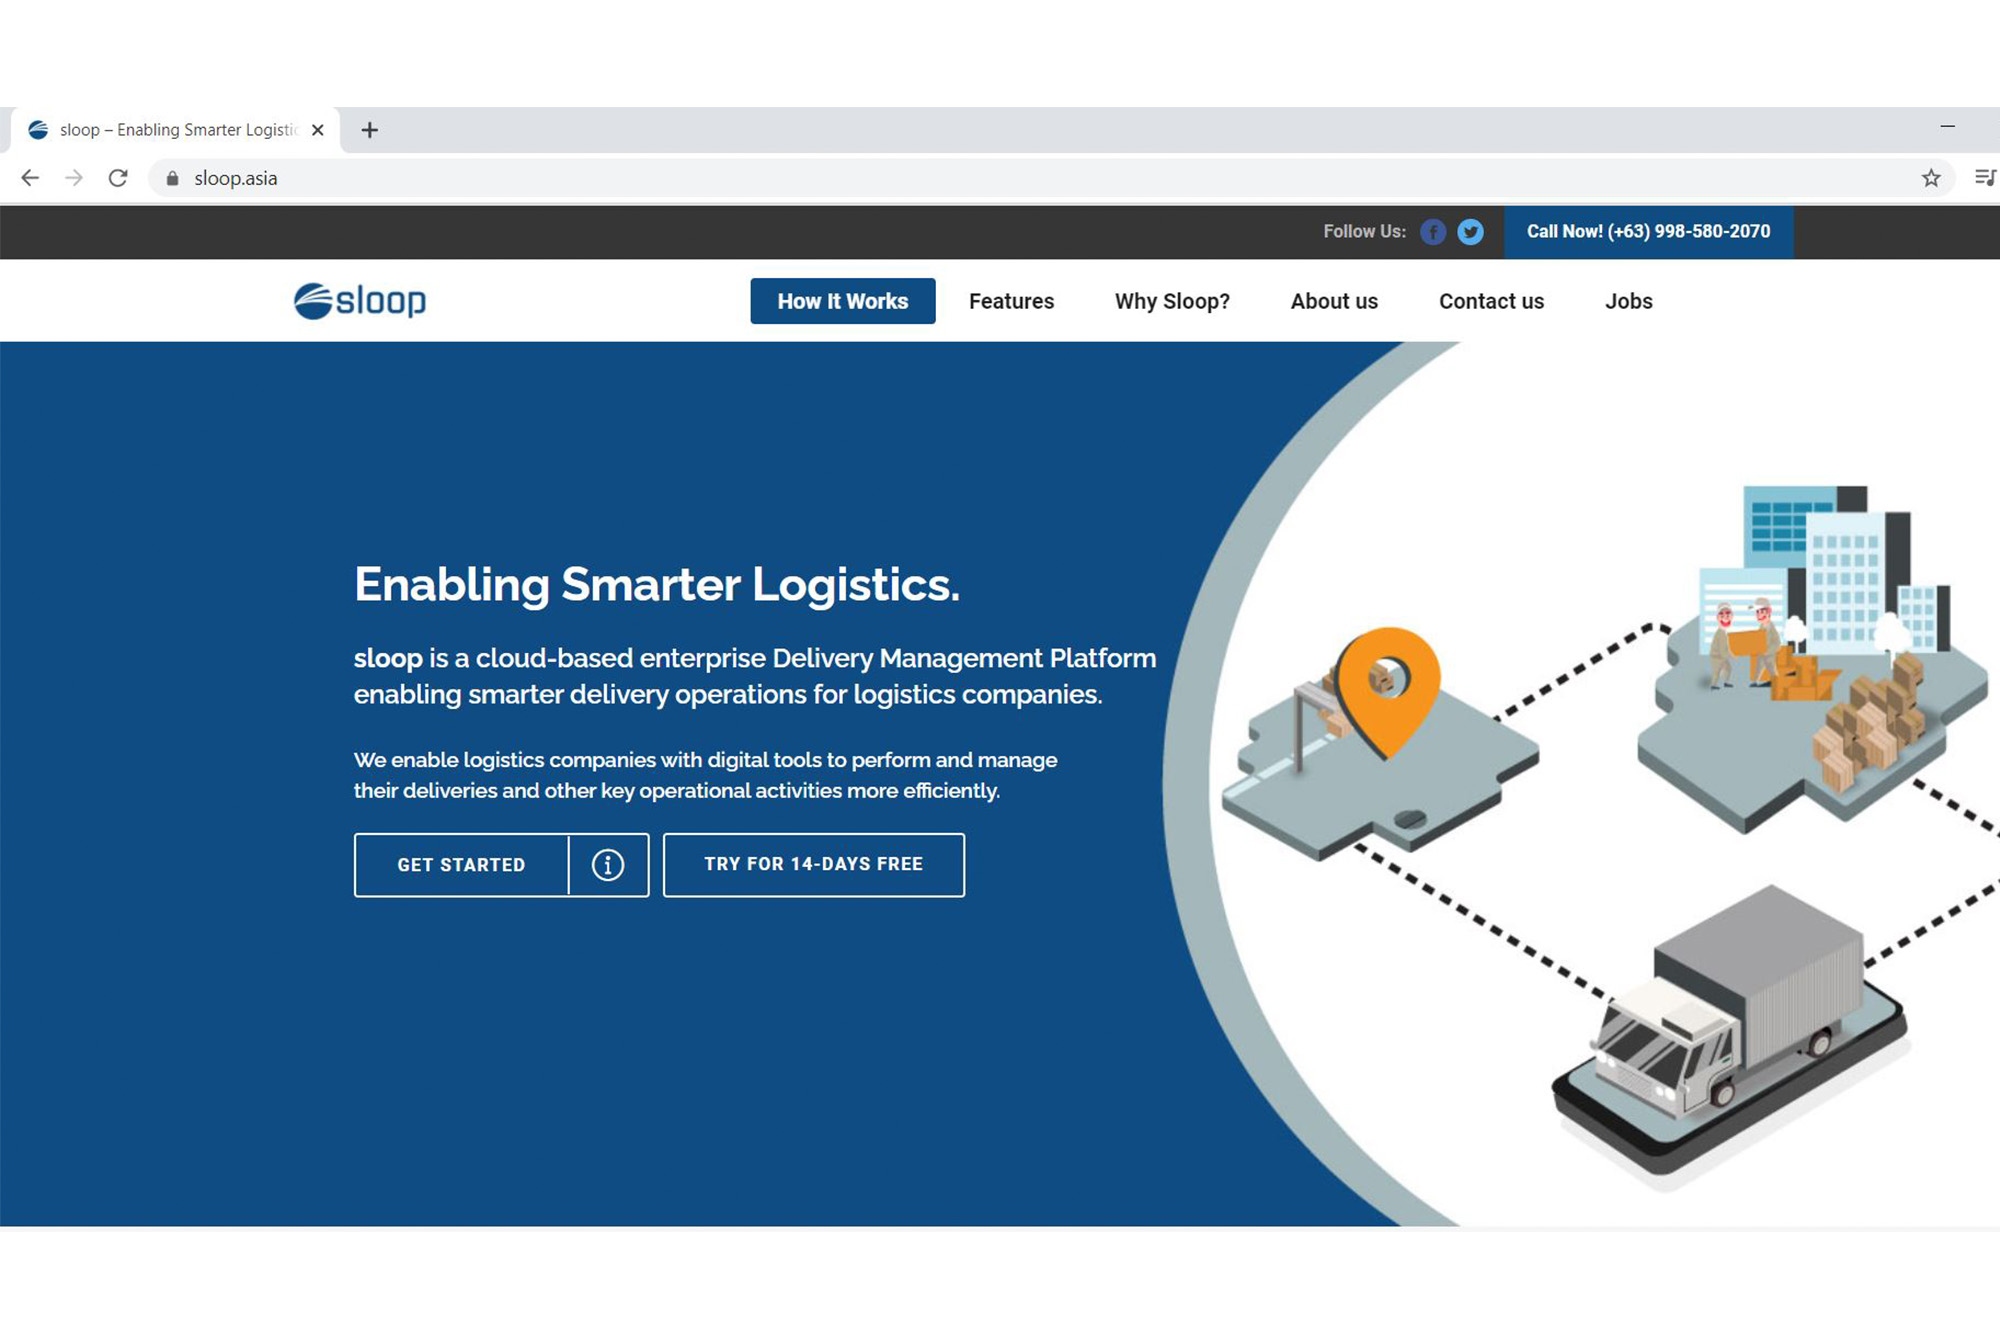 sloop – Enabling Smarter Logistic
sloop.asia
Follow Us:
Call Now! (+63) 998-580-2070
sloop
How It Works
Features
Why Sloop?
About us
Contact us
Jobs
Enabling Smarter Logistics.
sloop is a cloud-based enterprise Delivery Management Platform
enabling smarter delivery operations for logistics companies.
We enable logistics companies with digital tools to perform and manage
their deliveries and other key operational activities more efficiently.
GET STARTED
TRY FOR 14-DAYS FREE